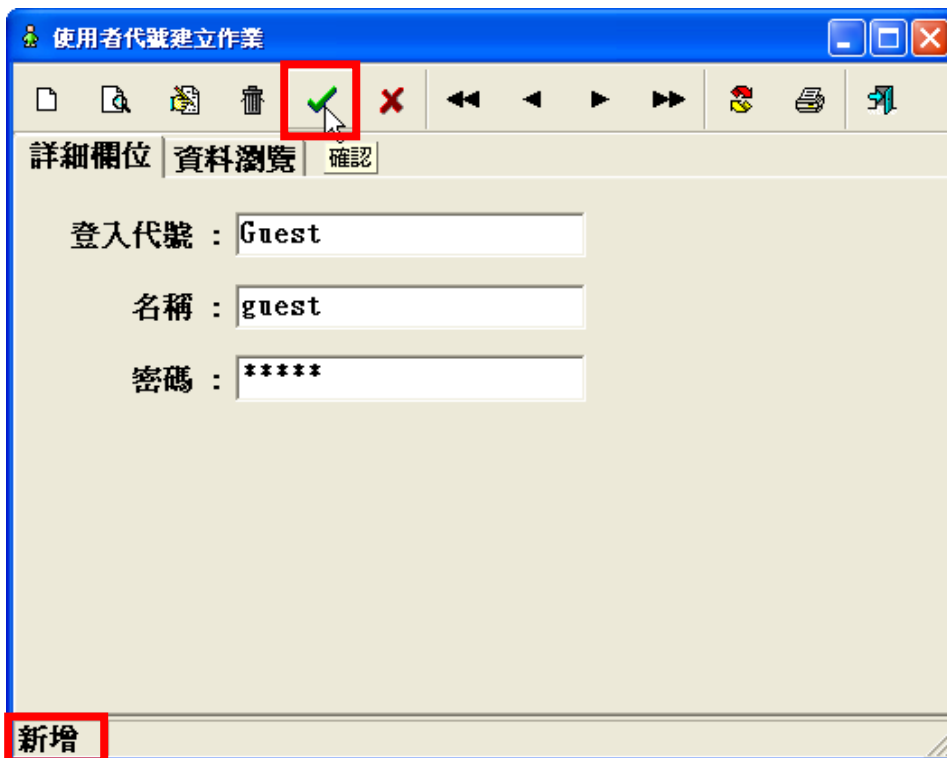 使用者代號建立作業
詳細欄位 資料瀏覽 確認
登入代號 : Guest
名稱 : guest
密碼 : *****
新增